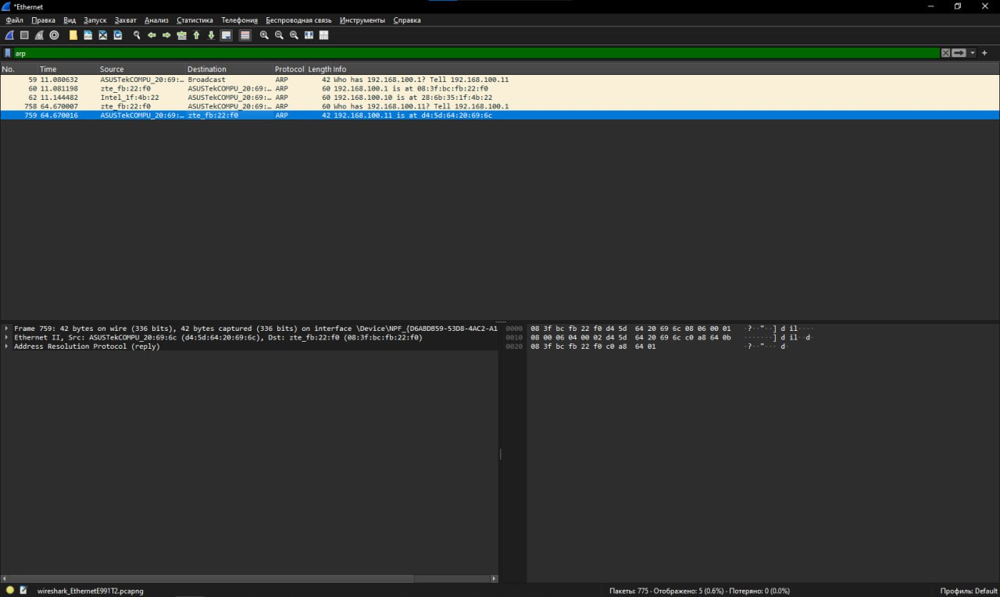 *Ethernet
Файл Правка Вид Запуск Захват Анализ Статистика Телефония Беспроводная связь Инструменты Справка
arp
No. Time Source Destination Protocol Length Info
59 11.080632 ASUSTekCOMPU_20:69:… Broadcast ARP 42 Who has 192.168.100.1? Tell 192.168.100.11
60 11.081198 zte_fb:22:f0 ASUSTekCOMPU_20:69:… ARP 60 192.168.100.1 is at 08:3f:bc:fb:22:f0
62 11.144482 Intel_1f:4b:22 ASUSTekCOMPU_20:69:… ARP 60 192.168.100.10 is at 28:6b:35:1f:4b:22
758 64.670007 zte_fb:22:f0 ASUSTekCOMPU_20:69:… ARP 60 Who has 192.168.100.11? Tell 192.168.100.1
759 64.670016 ASUSTekCOMPU_20:69:… zte_fb:22:f0 ARP 42 192.168.100.11 is at d4:5d:64:20:69:6c
Frame 759: 42 bytes on wire (336 bits), 42 bytes captured (336 bits) on interface \Device\NPF_{D6ABDB59-53D8-4AC2-A1
Ethernet II, Src: ASUSTekCOMPU_20:69:6c (d4:5d:64:20:69:6c), Dst: zte_fb:22:f0 (08:3f:bc:fb:22:f0)
Address Resolution Protocol (reply)
0000 08 3f bc fb 22 f0 d4 5d 64 20 69 6c 08 06 00 01 ·?··"··] d il····
0010 08 00 06 04 00 02 d4 5d 64 20 69 6c c0 a8 64 0b ·······] d il··d·
0020 08 3f bc fb 22 f0 c0 a8 64 01 ·?··"··· d·
wireshark_EthernetE991T2.pcapng
Пакеты: 775 · Отображено: 5 (0.6%) · Потеряно: 0 (0.0%)
Профиль: Default